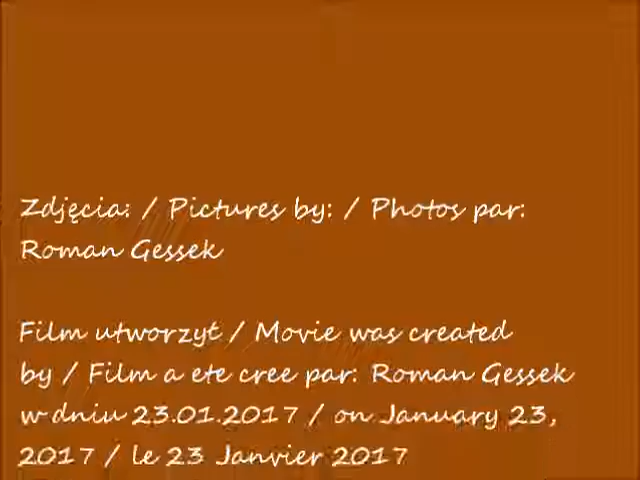 Zdjęcia: / Pictures by: / Photos par:
Roman Gessek
Film utworzył / Movie was created
by / Film a ete cree par: Roman Gessek
w dniu 23.01.2017 / on January 23,
2017 / le 23 Janvier 2017